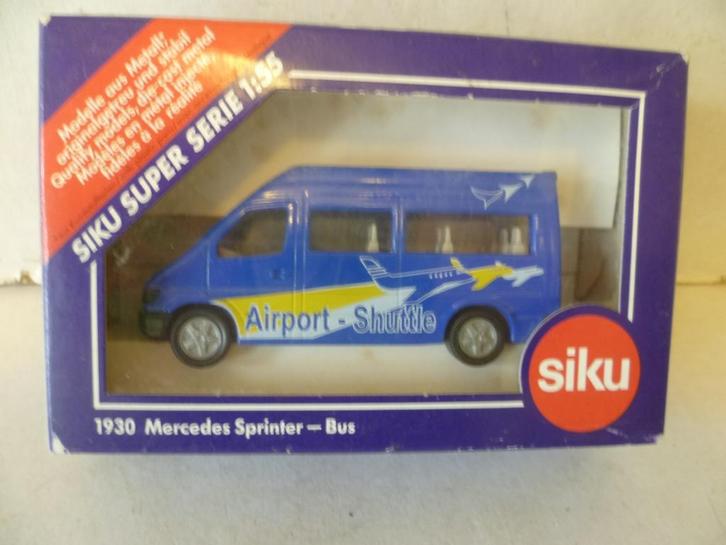 Modelle aus Metall;
originalgetreu und stabil
Quality models, die-cast metal
Modèles en métal injecté,
fidèles à la réalité
SIKU SUPER SERIE 1:55
Airport - Shuttle
siku
1930 Mercedes Sprinter – Bus